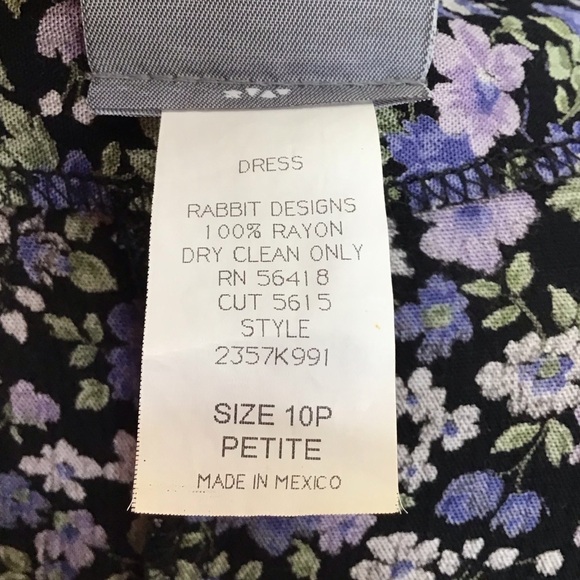 DRESS
RABBIT DESIGNS
100% RAYON
DRY CLEAN ONLY
RN 56418
CUT 5615
STYLE
2357K991
SIZE 10P
PETITE
MADE IN MEXICO